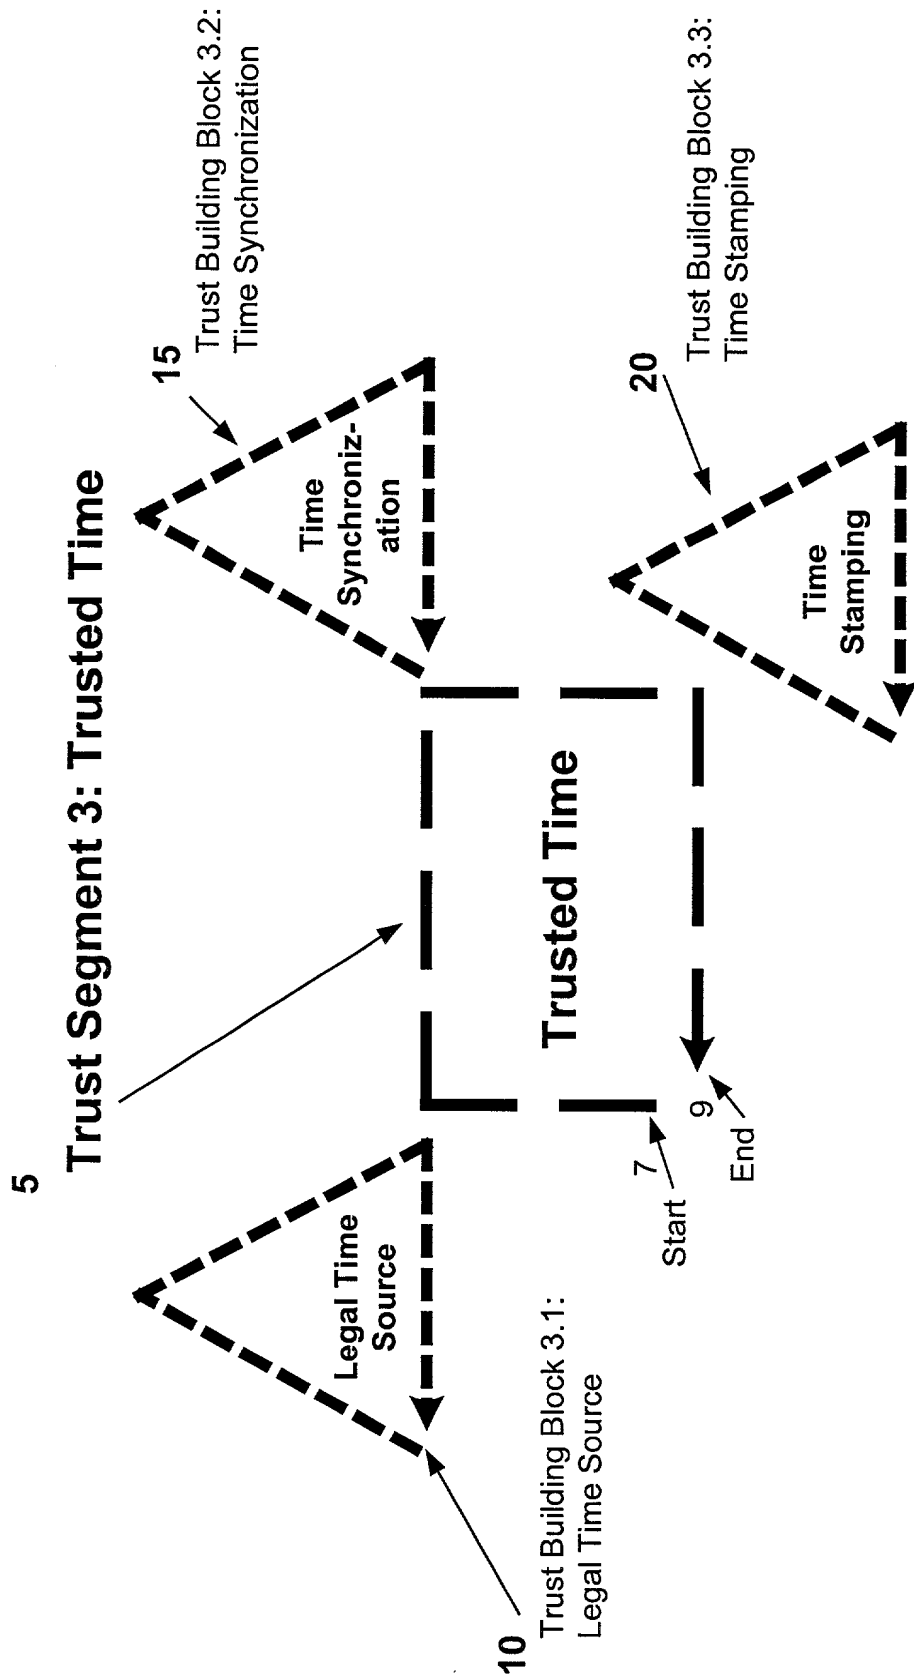 5
Trust Segment 3: Trusted Time
15
Trust Building Block 3.2:
Time Synchronization
Legal Time
Source
Time
Synchroniz-
ation
10
Trust Building Block 3.1:
Legal Time Source
Trusted Time
7
Start
9
End
20
Trust Building Block 3.3:
Time Stamping
Time
Stamping